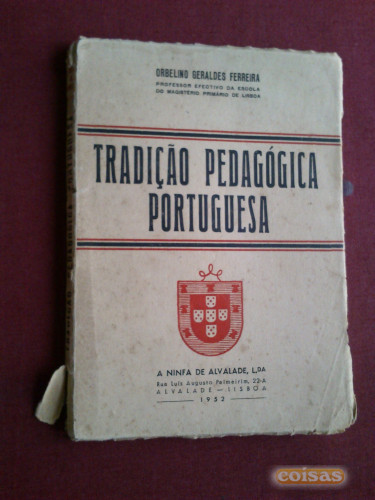 ORBELINO GERALDES FERREIRA
PROFESSOR EFECTIVO DA ESCOLA
DO MAGISTÉRIO PRIMÁRIO DE LISBOA
TRADIÇÃO PEDAGÓGICA
PORTUGUESA
A NINFA DE ALVALADE, L.DA
Rua Luís Augusto Palmeirim, 22-A
ALVALADE — LISBOA
1953
coisas